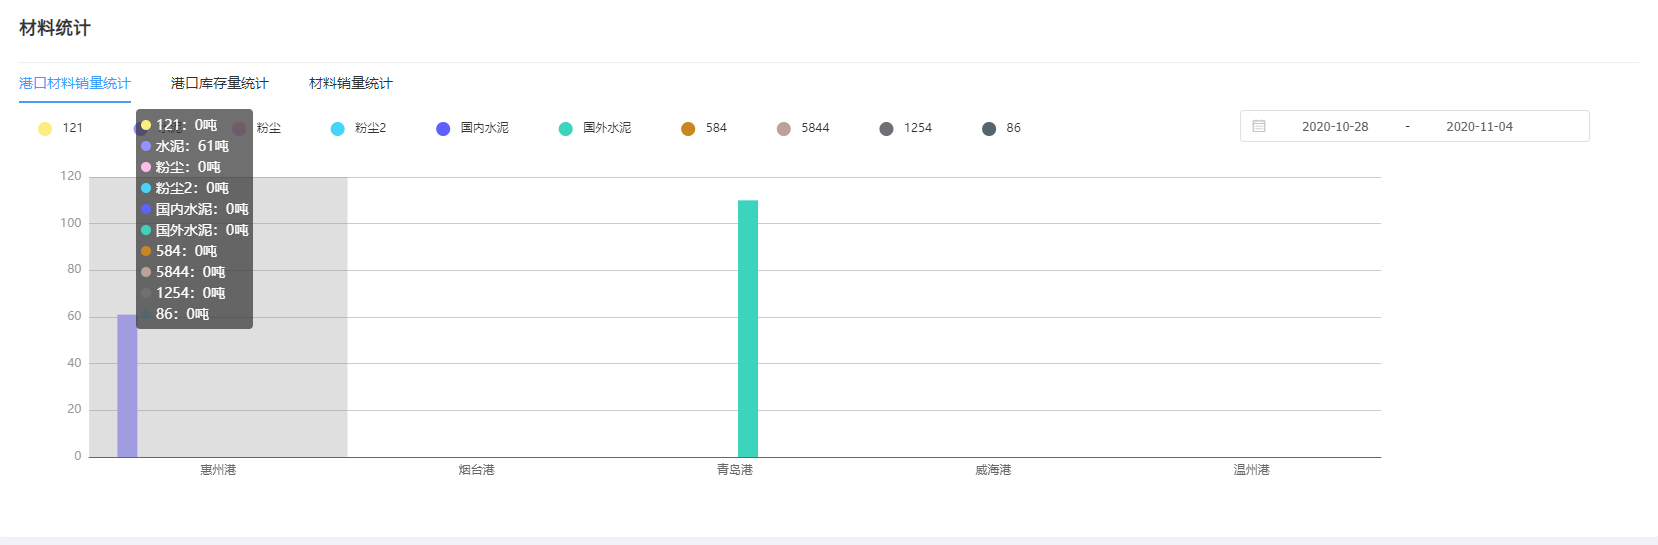 材料统计
港口材料销量统计 港口库存量统计 材料销量统计
121 粉尘 粉尘2 国内水泥 国外水泥 584 5844 1254 86
2020-10-28 - 2020-11-04
121：0吨
水泥：61吨
粉尘：0吨
粉尘2：0吨
国内水泥：0吨
国外水泥：0吨
584：0吨
5844：0吨
1254：0吨
86：0吨
120
100
80
60
40
20
0
惠州港 烟台港 青岛港 威海港 温州港